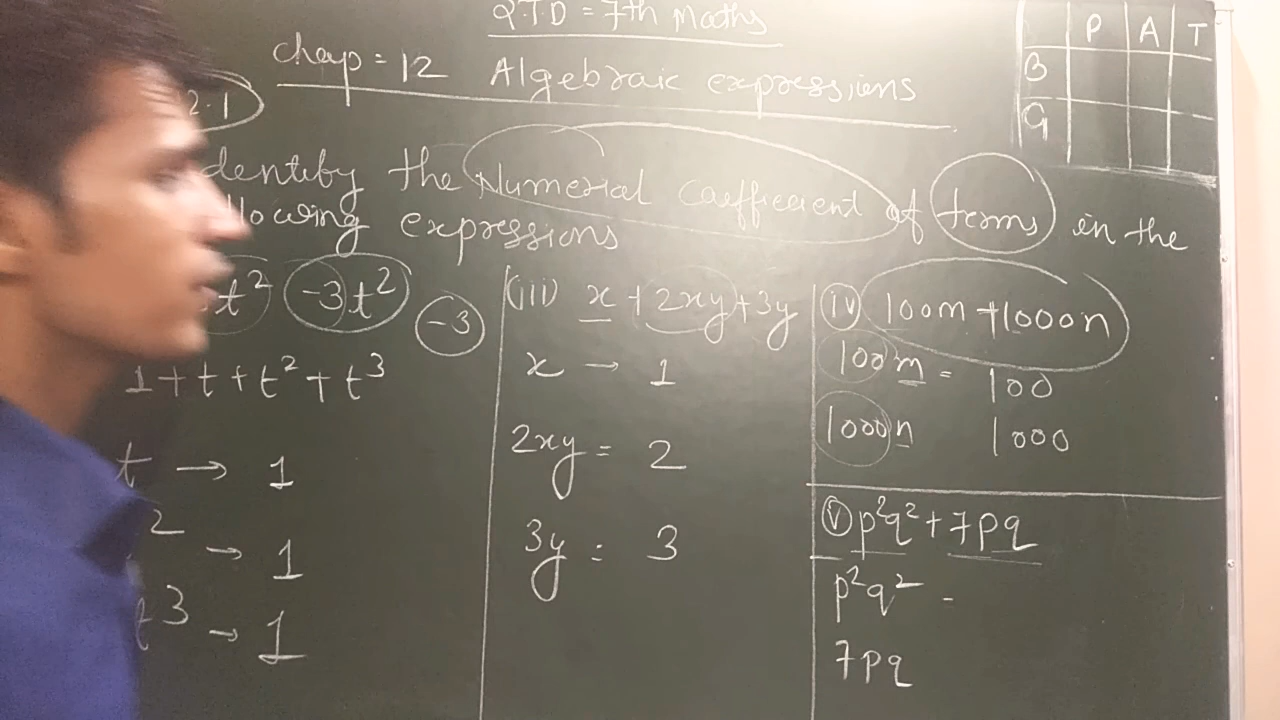 Q.T.D = 7th Maths
chap = 12 Algebraic expressions
2.1
P A T
B
G
dentify the Numerial Coefficient of terms in the
llowing expressions
t² -3t² -3
1 + t + t² + t³
t → 1
2 → 1
t3 → 1
(iii) x + 2xy + 3y
x → 1
2xy = 2
3y = 3
(iv) 100m + 1000n
100m = 100
1000n 1000
(v) p²q² + 7pq
p²q² =
7pq